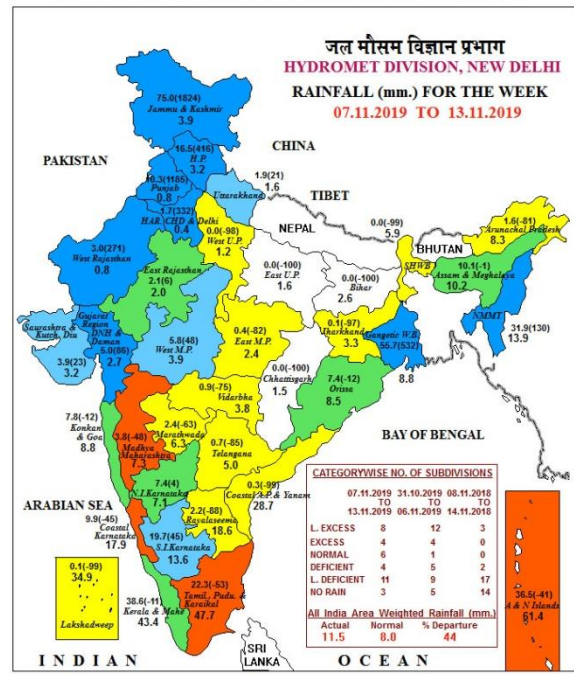 जल मौसम विज्ञान प्रभाग
HYDROMET DIVISION, NEW DELHI
RAINFALL (mm.) FOR THE WEEK
07.11.2019 TO 13.11.2019
75.0(1824)
Jammu & Kashmir
3.9
PAKISTAN
CHINA
16.5(416)
H.P.
3.2
10.3(1185)
Punjab
0.8
1.9(21)
1.6
Uttarakhand
TIBET
1.7(332)
HAR. CHD & Delhi
0.4
0.0(-98)
West U.P.
1.2
NEPAL
0.0(-99)
5.9
SHWB
BHUTAN
1.6(-81)
Arunachal Pradesh
8.3
3.0(271)
West Rajasthan
0.8
East Rajasthan
2.1(6)
2.0
0.0(-100)
East U.P.
1.6
0.0(-100)
Bihar
2.6
10.1(-1)
Assam & Meghalaya
10.2
NMMT
31.9(130)
13.9
Saurashtra &
Kutch, Diu
3.9(23)
3.2
Gujarat
Region
DNH &
Daman
5.0(86)
2.7
5.8(48)
West M.P.
3.9
0.4(-82)
East M.P.
2.4
0.1(-97)
Jharkhand
3.3
Gangetic W.B.
55.7(532)
8.8
0.0(-100)
Chhattisgarh
1.5
7.4(-12)
Orissa
8.5
0.9(-75)
Vidarbha
3.8
7.8(-12)
Konkan
& Goa
8.8
3.8(-48)
Madhya
Maharashtra
7.3
2.4(-63)
Marathwada
6.3
0.7(-85)
Telangana
5.0
BAY OF BENGAL
7.4(4)
N.I.Karnataka
7.1
0.3(-99)
Coastal A.P. & Yanam
28.7
2.2(-88)
Rayalaseema
18.6
ARABIAN SEA
9.9(-45)
Coastal
Karnataka
17.9
19.7(45)
S.I.Karnataka
13.6
0.1(-99)
34.9
Lakshadweep
38.6(-11)
Kerala & Mahe
43.4
22.3(-53)
Tamil, Pudu. &
Karaikal
47.7
CATEGORYWISE NO. OF SUBDIVISIONS
07.11.2019 31.10.2019 08.11.2018
TO TO TO
13.11.2019 06.11.2019 14.11.2018
L. EXCESS 8 12 3
EXCESS 4 4 0
NORMAL 6 1 0
DEFICIENT 4 5 2
L. DEFICIENT 11 9 17
NO RAIN 3 5 14
All India Area Weighted Rainfall (mm.)
Actual Normal % Departure
11.5 8.0 44
36.5(-41)
A & N Islands
61.4
SRI
LANKA
INDIAN OCEAN